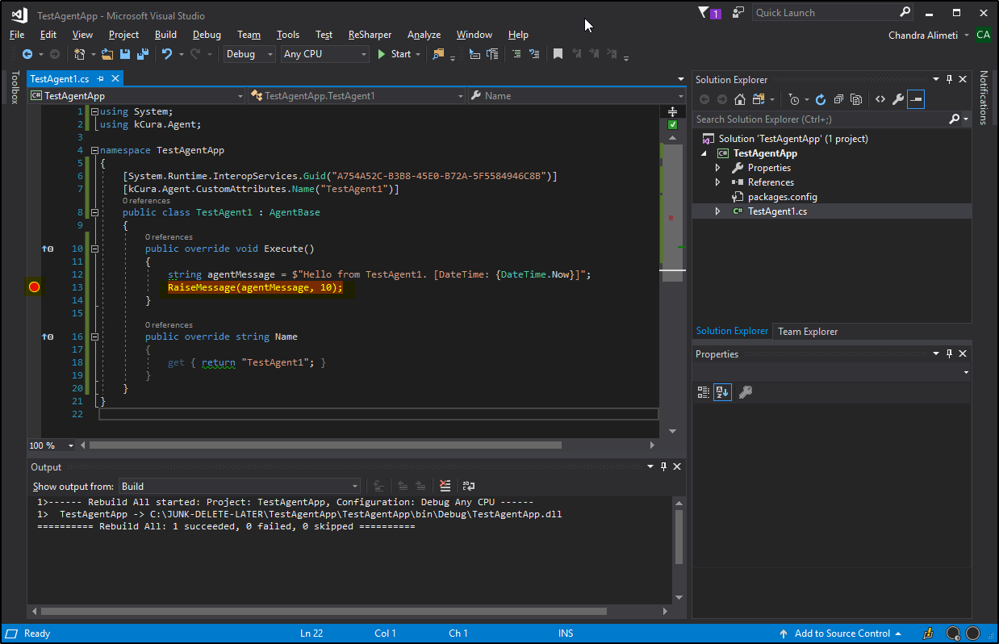 TestAgentApp - Microsoft Visual Studio
1
Quick Launch
File Edit View Project Build Debug Team Tools Test ReSharper Analyze Window Help
Chandra Alimeti CA
Debug Any CPU Start
Toolbox
TestAgent1.cs
TestAgentApp TestAgentApp.TestAgent1 Name
1 using System;
2 using kCura.Agent;
3
4 namespace TestAgentApp
5 {
6 [System.Runtime.InteropServices.Guid("A754A52C-B3B8-45E0-B72A-5F5584946C8B")]
7 [kCura.Agent.CustomAttributes.Name("TestAgent1")]
0 references
8 public class TestAgent1 : AgentBase
9 {
0 references
10 public override void Execute()
11 {
12 string agentMessage = $"Hello from TestAgent1. [DateTime: {DateTime.Now}]";
13 RaiseMessage(agentMessage, 10);
14 }
15
0 references
16 public override string Name
17 {
18 get { return "TestAgent1"; }
19 }
20 }
21 }
22
100 %
Output
Show output from: Build
1>------ Rebuild All started: Project: TestAgentApp, Configuration: Debug Any CPU ------
1> TestAgentApp -> C:\JUNK-DELETE-LATER\TestAgentApp\TestAgentApp\bin\Debug\TestAgentApp.dll
========== Rebuild All: 1 succeeded, 0 failed, 0 skipped ==========
Solution Explorer
Search Solution Explorer (Ctrl+;)
Solution 'TestAgentApp' (1 project)
C# TestAgentApp
Properties
References
packages.config
C# TestAgent1.cs
Solution Explorer Team Explorer
Properties
Notifications
Ready Ln 22 Col 1 Ch 1 INS Add to Source Control